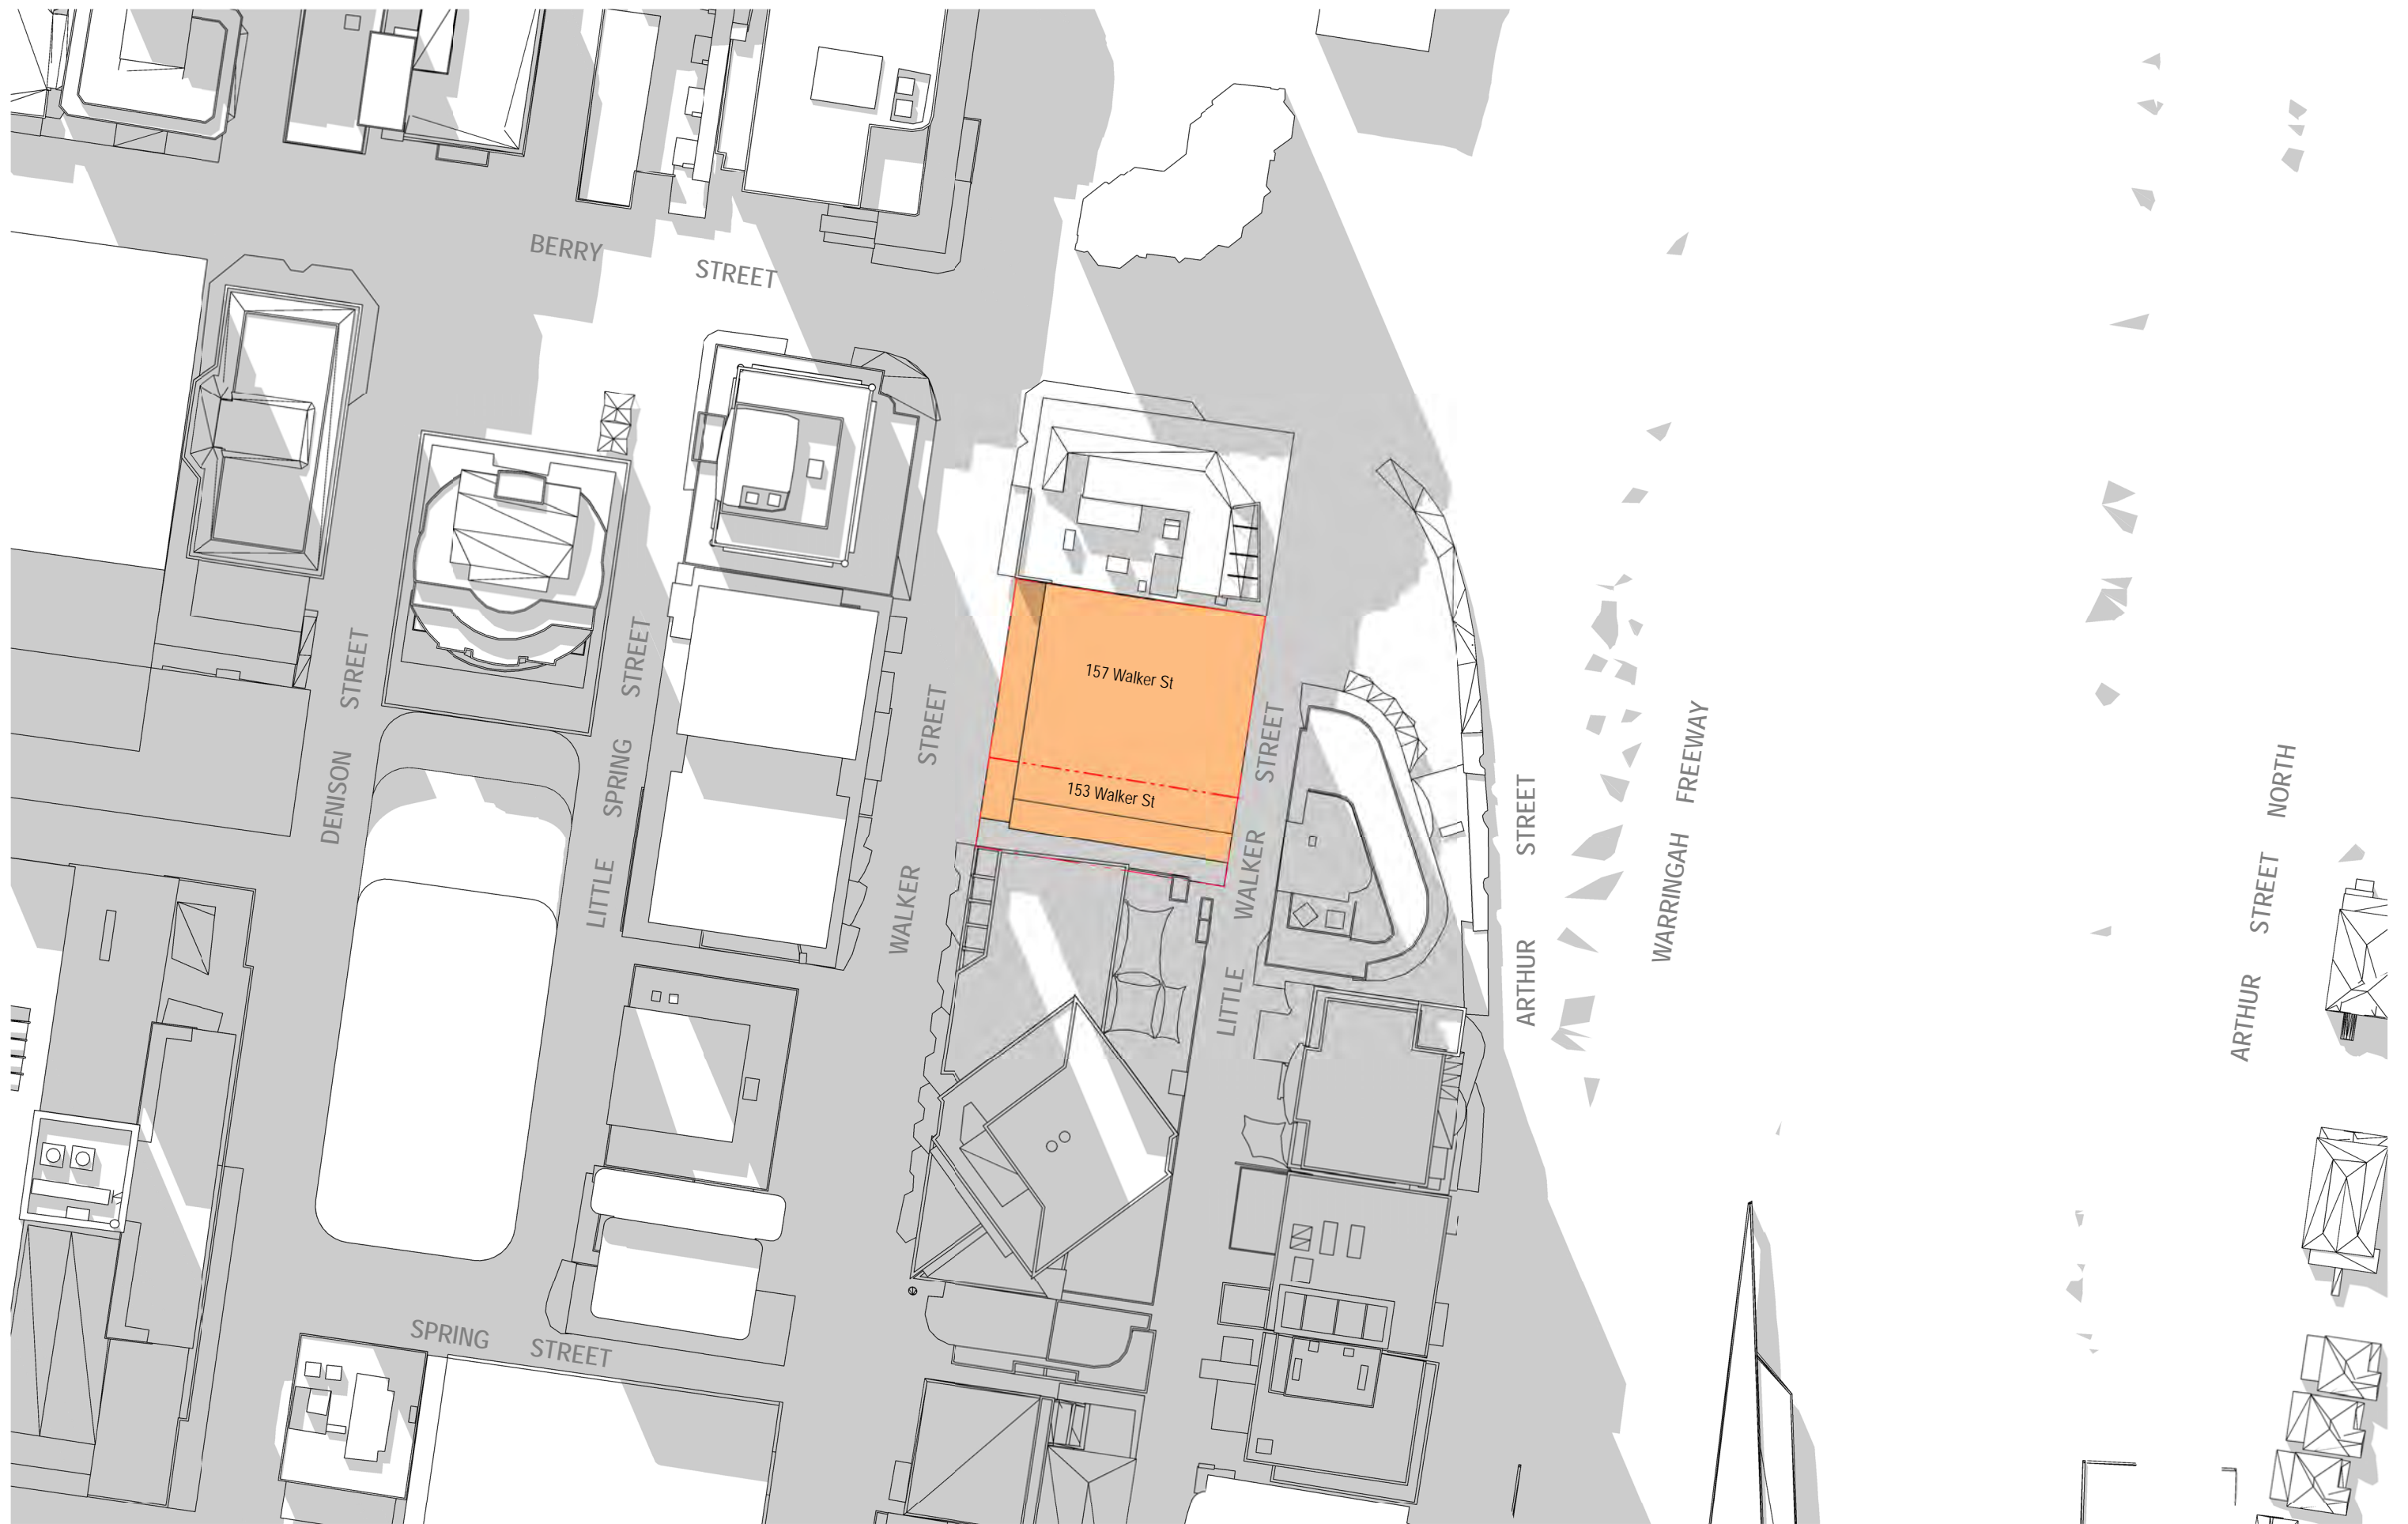 BERRY STREET
157 Walker St
153 Walker St
DENISON STREET
LITTLE SPRING STREET
WALKER STREET
LITTLE WALKER STREET
ARTHUR STREET
WARRINGAH FREEWAY
ARTHUR STREET NORTH
SPRING STREET